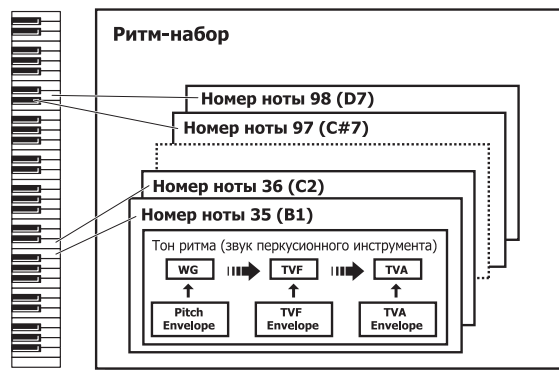 Ритм-набор
Номер ноты 98 (D7)
Номер ноты 97 (C#7)
Номер ноты 36 (C2)
Номер ноты 35 (B1)
Тон ритма (звук перкусионного инструмента)
WG TVF TVA
Pitch TVF TVA
Envelope Envelope Envelope